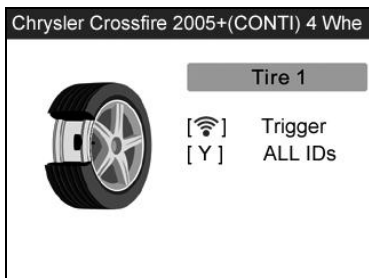 Chrysler Crossfire 2005+(CONTI) 4 Whe
Tire 1
[ ] Trigger
[ Y ] ALL IDs